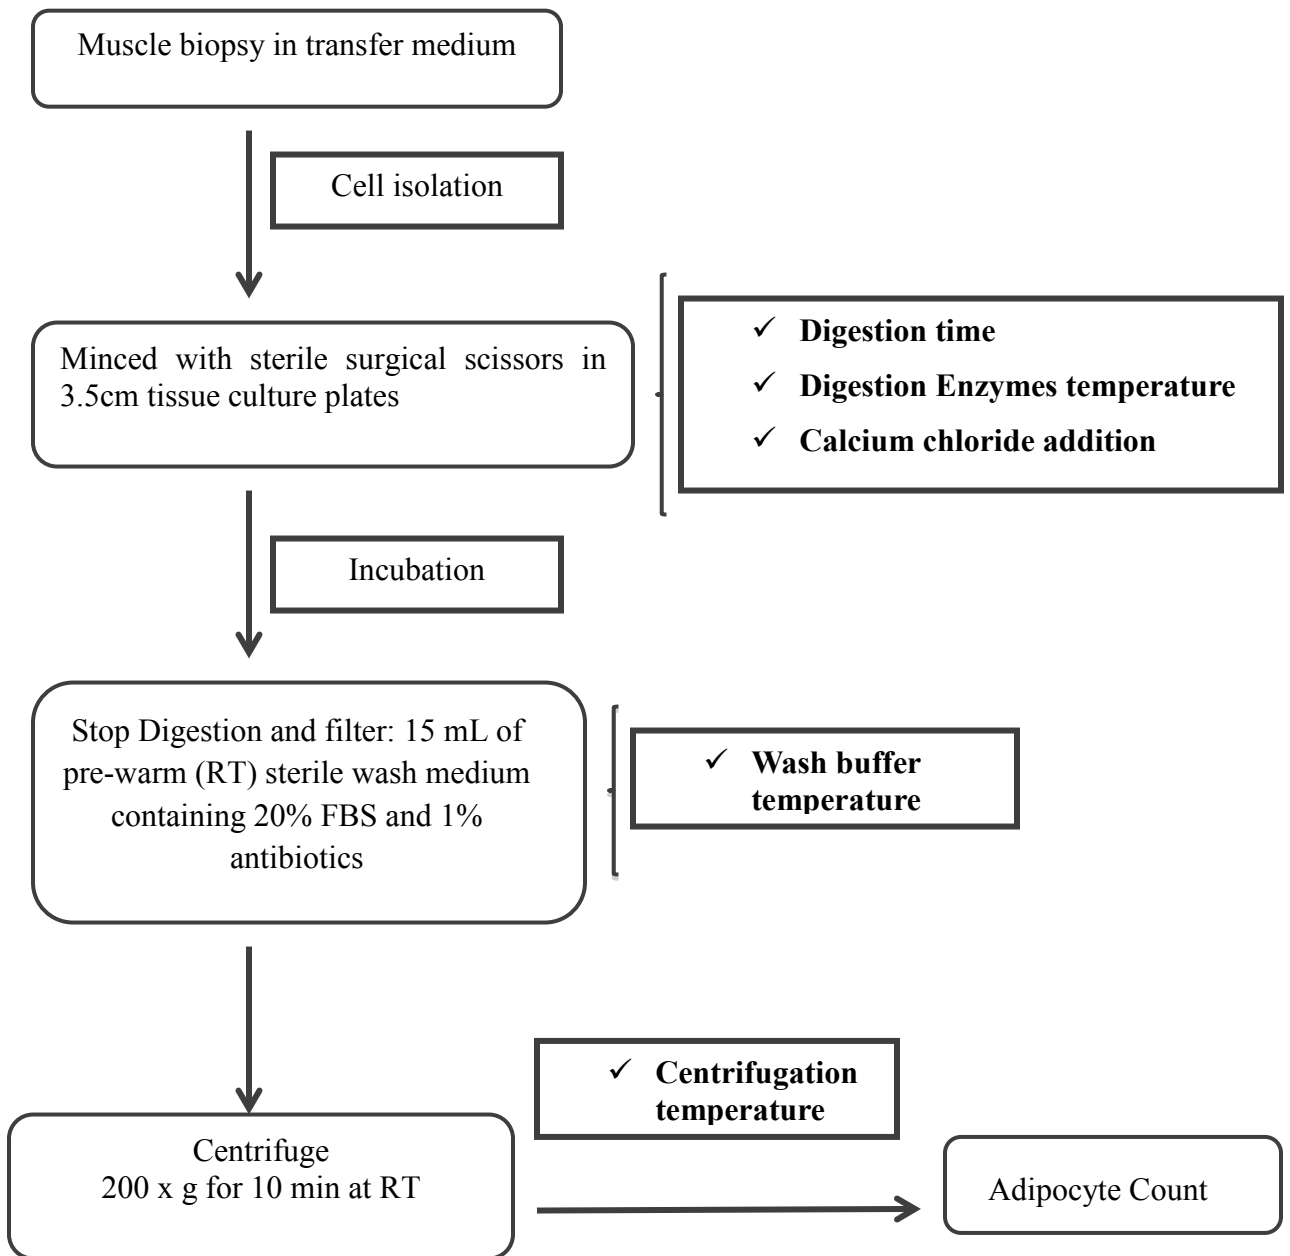 Muscle biopsy in transfer medium
Cell isolation
Minced with sterile surgical scissors in
3.5cm tissue culture plates
✓ Digestion time
✓ Digestion Enzymes temperature
✓ Calcium chloride addition
Incubation
Stop Digestion and filter: 15 mL of
pre-warm (RT) sterile wash medium
containing 20% FBS and 1%
antibiotics
✓ Wash buffer
temperature
✓ Centrifugation
temperature
Centrifuge
200 x g for 10 min at RT
Adipocyte Count